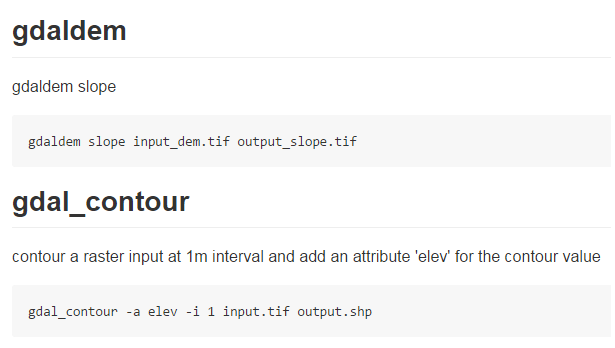 gdaldem
gdaldem slope
gdaldem slope input_dem.tif output_slope.tif
gdal_contour
contour a raster input at 1m interval and add an attribute 'elev' for the contour value
gdal_contour -a elev -i 1 input.tif output.shp